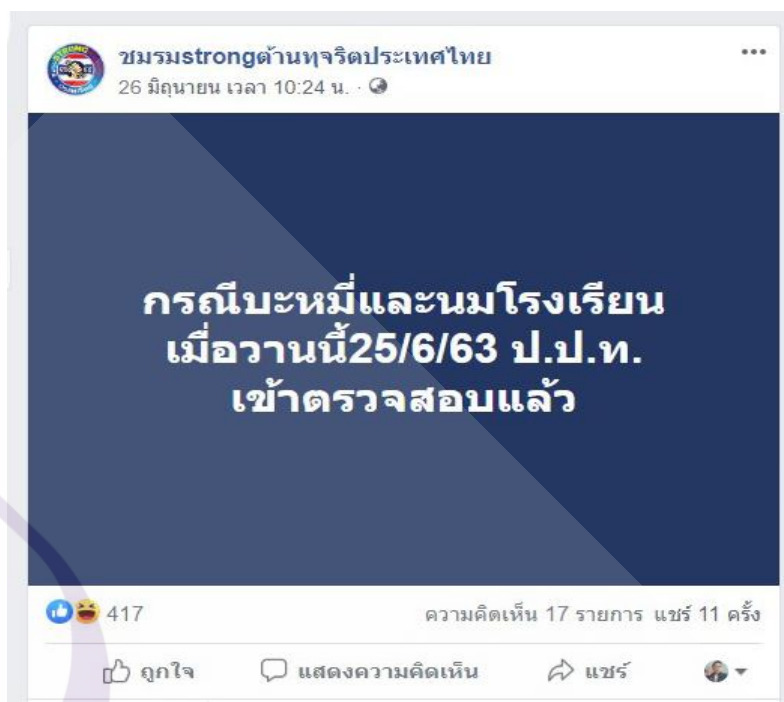 ชมรมstrongต้านทุจริตประเทศไทย
26 มิถุนายน เวลา 10:24 น. ·
กรณีบะหมี่และนมโรงเรียน
เมื่อวานนี้25/6/63 ป.ป.ท.
เข้าตรวจสอบแล้ว
417 ความคิดเห็น 17 รายการ แชร์ 11 ครั้ง
ถูกใจ แสดงความคิดเห็น แชร์